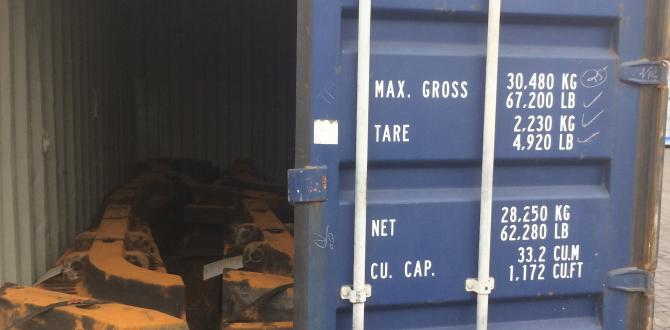 MAX. GROSS 30,480 KG
67,200 LB
TARE 2,230 KG
4,920 LB
NET 28,250 KG
62,280 LB
CU. CAP. 33.2 CU.M
1,172 CU.FT